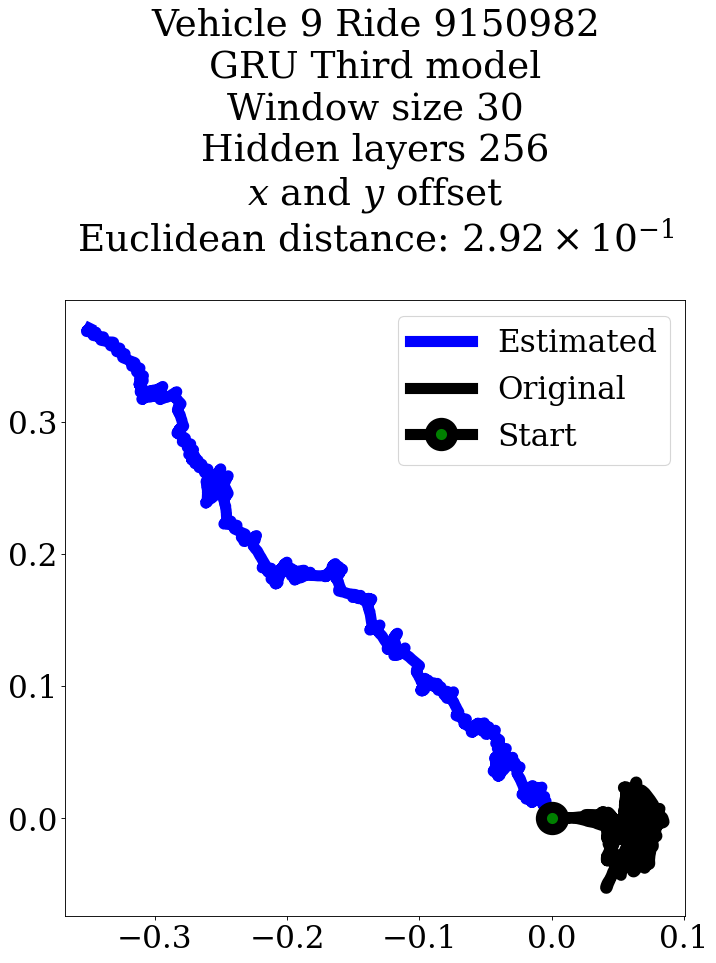 Vehicle 9 Ride 9150982
GRU Third model
Window size 30
Hidden layers 256
x and y offset
Euclidean distance: 2.92 × 10⁻¹
Estimated
Original
Start
0.3
0.2
0.1
0.0
−0.3
−0.2
−0.1
0.0
0.1